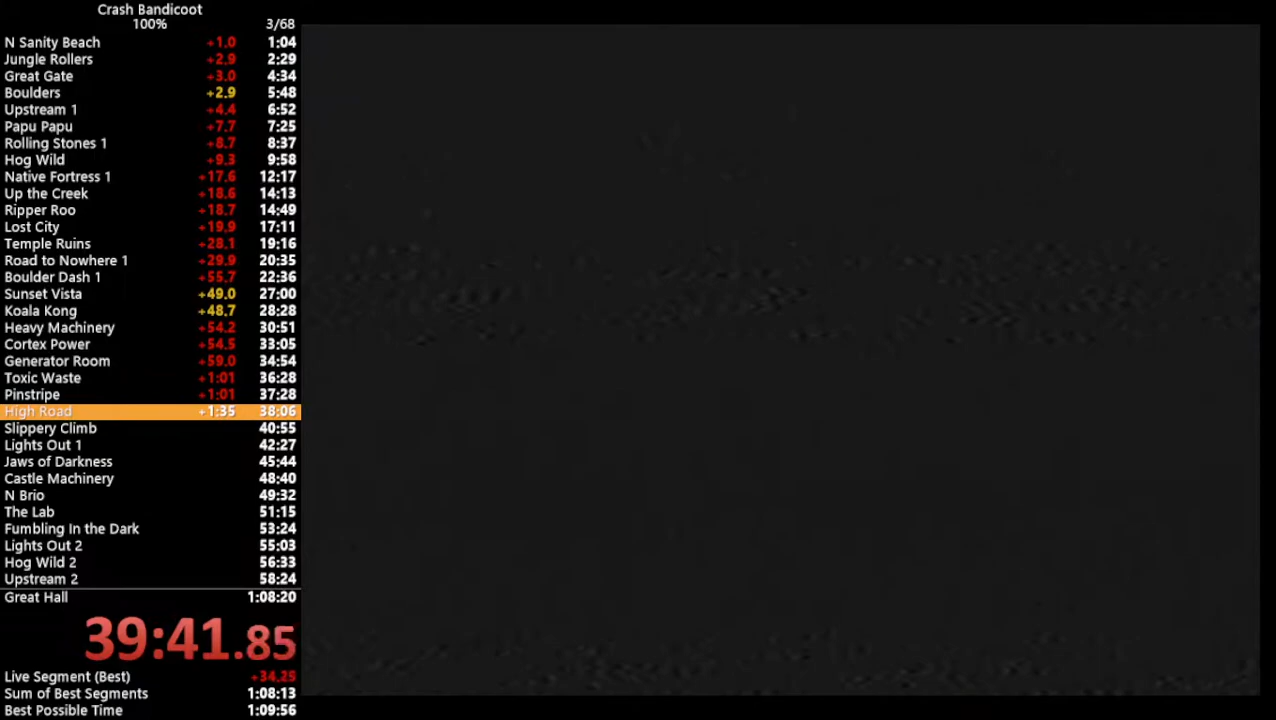 Crash Bandicoot
100% 3/68
N Sanity Beach +1.0 1:04
Jungle Rollers +2.9 2:29
Great Gate +3.0 4:34
Boulders +2.9 5:48
Upstream 1 +4.4 6:52
Papu Papu +7.7 7:25
Rolling Stones 1 +8.7 8:37
Hog Wild +9.3 9:58
Native Fortress 1 +17.6 12:17
Up the Creek +18.6 14:13
Ripper Roo +18.7 14:49
Lost City +19.9 17:11
Temple Ruins +28.1 19:16
Road to Nowhere 1 +29.9 20:35
Boulder Dash 1 +55.7 22:36
Sunset Vista +49.0 27:00
Koala Kong +48.7 28:28
Heavy Machinery +54.2 30:51
Cortex Power +54.5 33:05
Generator Room +59.0 34:54
Toxic Waste +1:01 36:28
Pinstripe +1:01 37:28
High Road +1:35 38:06
Slippery Climb 40:55
Lights Out 1 42:27
Jaws of Darkness 45:44
Castle Machinery 48:40
N Brio 49:32
The Lab 51:15
Fumbling In the Dark 53:24
Lights Out 2 55:03
Hog Wild 2 56:33
Upstream 2 58:24
Great Hall 1:08:20
39:41.85
Live Segment (Best) +34.25
Sum of Best Segments 1:08:13
Best Possible Time 1:09:56